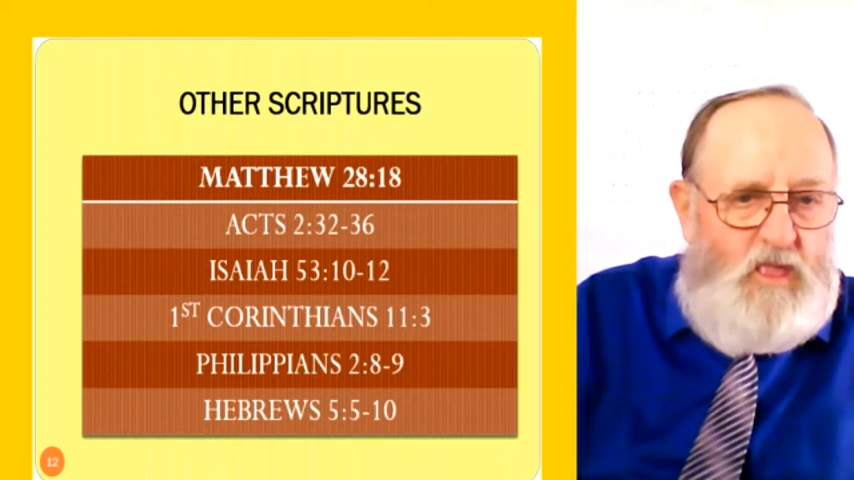 OTHER SCRIPTURES
MATTHEW 28:18
ACTS 2:32-36
ISAIAH 53:10-12
1ST CORINTHIANS 11:3
PHILIPPIANS 2:8-9
HEBREWS 5:5-10
12